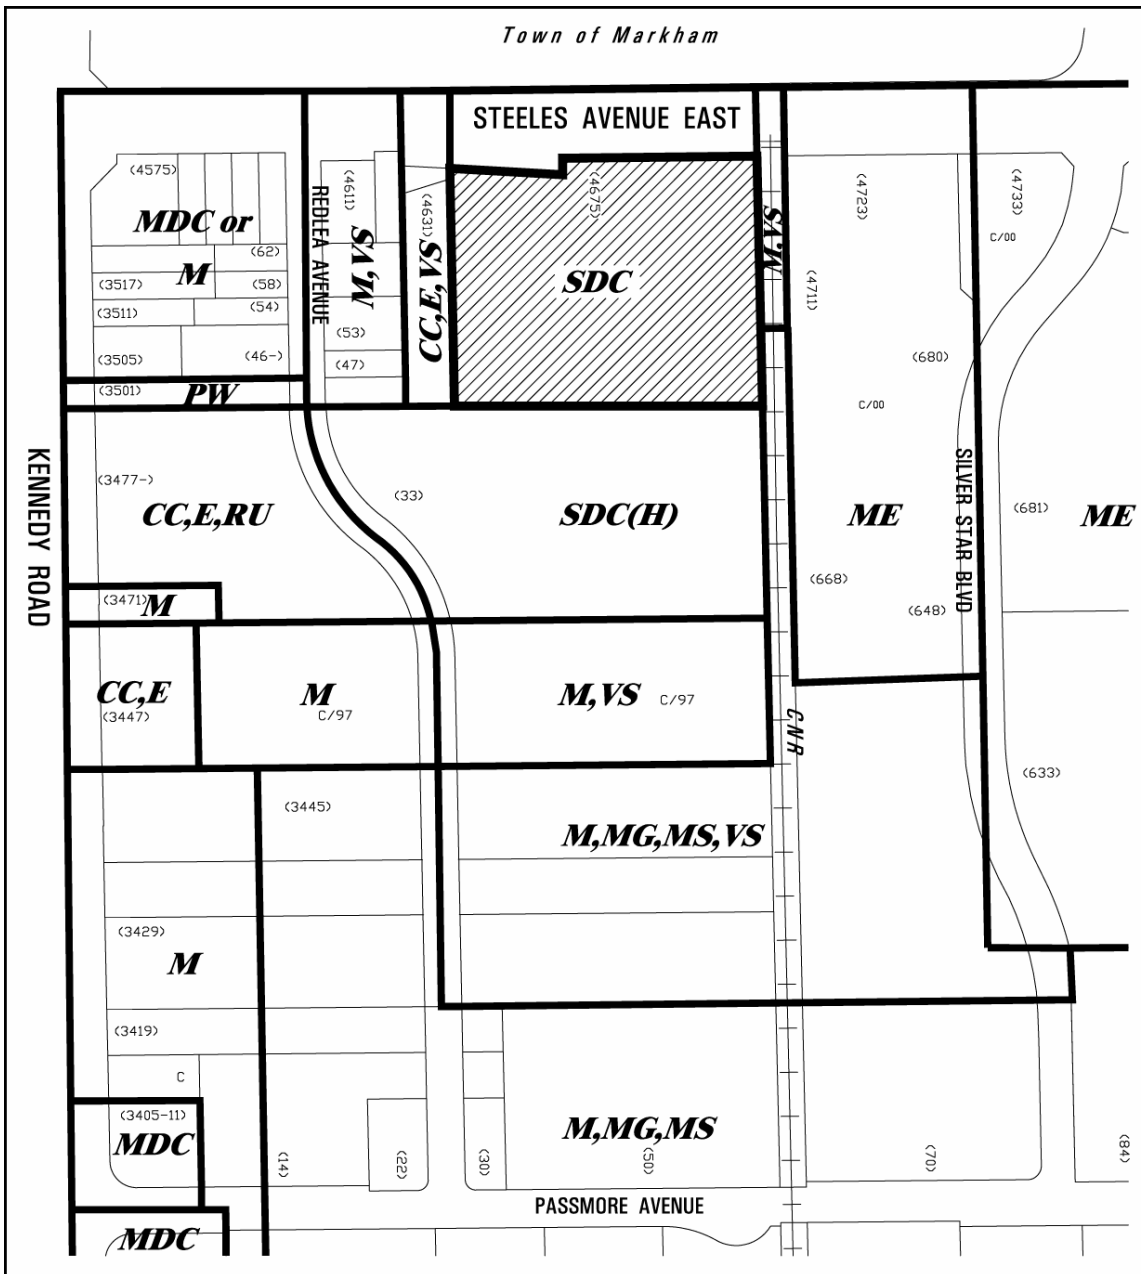 Town of Markham
STEELES AVENUE EAST
(4575)
MDC or
M
(62)
(3517)
(58)
(3511)
(54)
(3505)
(46-)
(3501)
PW
REDLEA AVENUE
(4611)
M,VS
(53)
(47)
(4631)
CC,E,VS
(4675)
SDC
M,VS
(4723)
(4711)
(680)
C/00
(4733)
C/00
KENNEDY ROAD
(3477-)
CC,E,RU
(33)
SDC(H)
ME
SILVER STAR BLVD
(681)
ME
(668)
(648)
(3471)
M
CC,E
(3447)
M
C/97
M,VS
C/97
CNR
(633)
(3445)
M,MG,MS,VS
(3429)
M
(3419)
C
(3405-11)
MDC
(14)
(22)
(30)
M,MG,MS
(50)
(70)
(84)
PASSMORE AVENUE
MDC